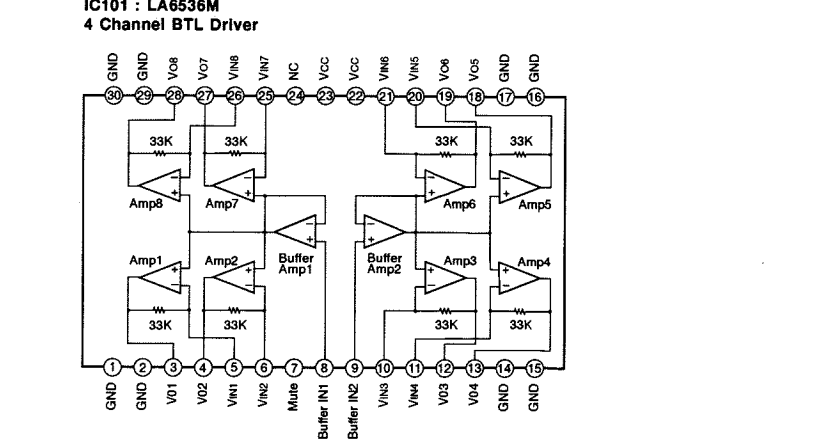 IC101 : LA6536M
4 Channel BTL Driver
GND GND VO8 VO7 VIN8 VIN7 NC VCC VCC VIN6 VIN5 VO6 VO5 GND GND
30 29 28 27 26 25 24 23 22 21 20 19 18 17 16
33K 33K 33K 33K
− + − + − + − +
Amp8 Amp7 Amp6 Amp5
− + − +
Amp1 Amp2 Buffer Amp1 Buffer Amp2 Amp3 Amp4
+ − + − + − + −
33K 33K 33K 33K
1 2 3 4 5 6 7 8 9 10 11 12 13 14 15
GND GND V01 V02 VIN1 VIN2 Mute Buffer IN1 Buffer IN2 VIN3 VIN4 V03 V04 GND GND